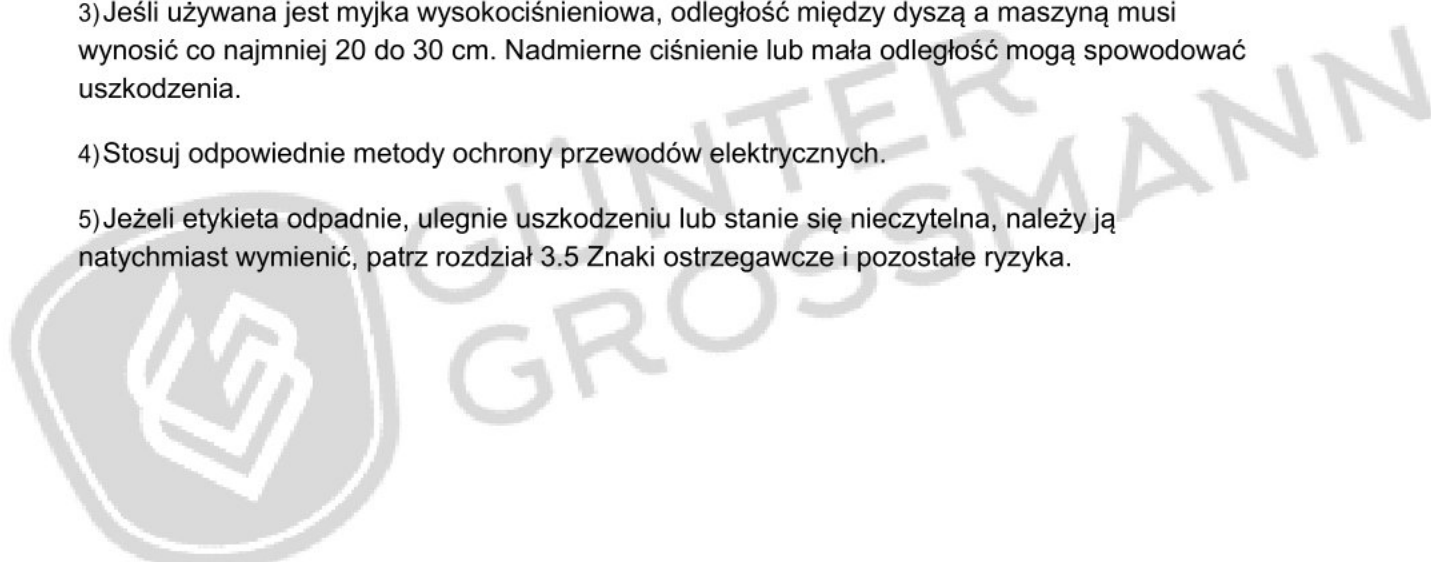 3)Jeśli używana jest myjka wysokociśnieniowa, odległość między dyszą a maszyną musi
wynosić co najmniej 20 do 30 cm. Nadmierne ciśnienie lub mała odległość mogą spowodować
uszkodzenia.
4)Stosuj odpowiednie metody ochrony przewodów elektrycznych.
5)Jeżeli etykieta odpadnie, ulegnie uszkodzeniu lub stanie się nieczytelna, należy ją
natychmiast wymienić, patrz rozdział 3.5 Znaki ostrzegawcze i pozostałe ryzyka.
GÜNTER
GROSSMANN